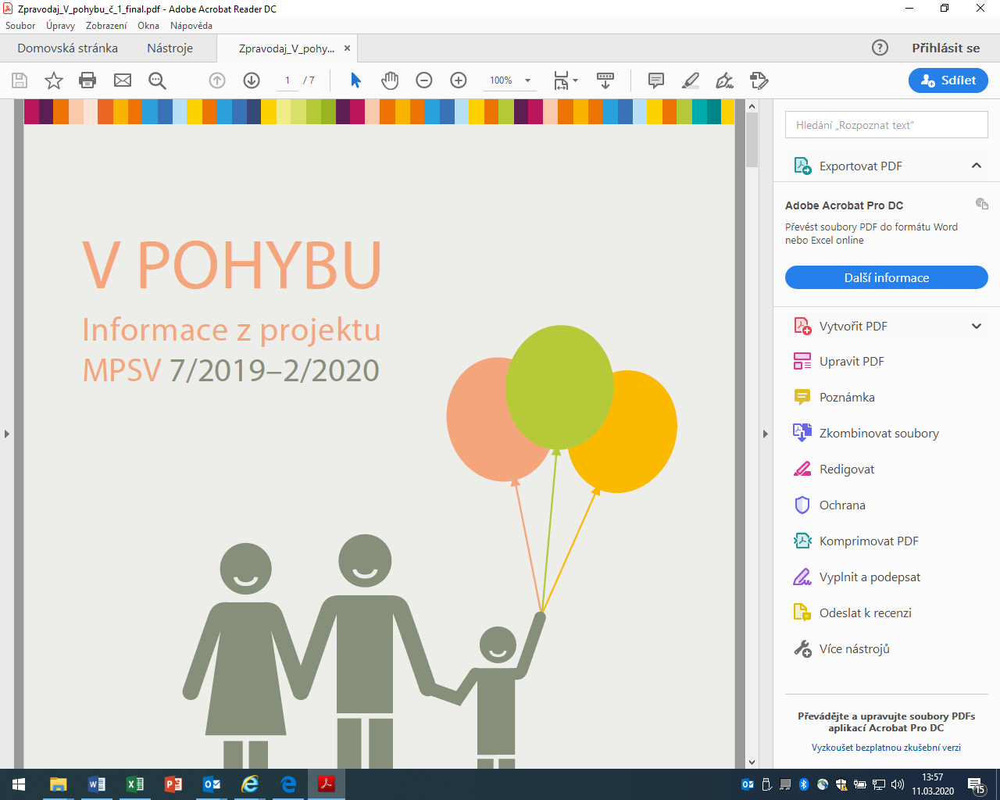 Zpravodaj_V_pohybu_č_1_final.pdf - Adobe Acrobat Reader DC
Soubor Úpravy Zobrazení Okna Nápověda
Domovská stránka Nástroje Zpravodaj_V_pohy... × Přihlásit se
1 / 7 100% Sdílet
Hledání „Rozpoznat text"
Exportovat PDF
Adobe Acrobat Pro DC
Převést soubory PDF do formátu Word
nebo Excel online
Další informace
Vytvořit PDF
Upravit PDF
Poznámka
Zkombinovat soubory
Redigovat
Ochrana
Komprimovat PDF
Vyplnit a podepsat
Odeslat k recenzi
Více nástrojů
Převádějte a upravujte soubory PDFs
aplikací Acrobat Pro DC
Vyzkoušet bezplatnou zkušební verzi
V POHYBU
Informace z projektu
MPSV 7/2019–2/2020
13:57
11.03.2020
15